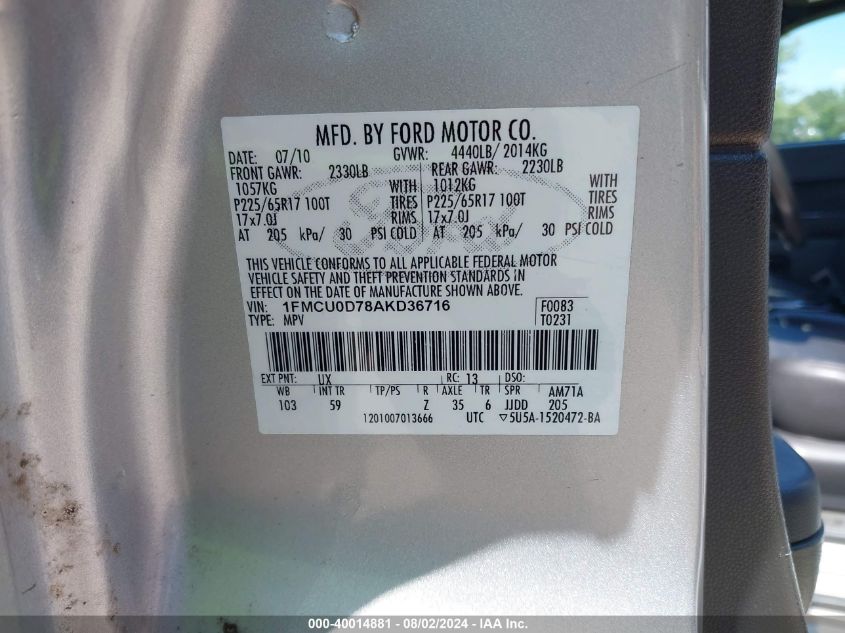 MFD. BY FORD MOTOR CO.
DATE: 07/10 GVWR: 4440LB/ 2014KG
FRONT GAWR: 2330LB REAR GAWR: 2230LB
1057KG WITH 1012KG WITH
P225/65R17 100T TIRES P225/65R17 100T TIRES
17x7.0J RIMS 17x7.0J RIMS
AT 205 kPa/ 30 PSI COLD AT 205 kPa/ 30 PSI COLD
THIS VEHICLE CONFORMS TO ALL APPLICABLE FEDERAL MOTOR
VEHICLE SAFETY AND THEFT PREVENTION STANDARDS IN
EFFECT ON THE DATE OF MANUFACTURE SHOWN ABOVE.
VIN: 1FMCU0D78AKD36716 F0083
TYPE: MPV T0231
EXT PNT: UX RC: 13 DSO:
WB INT TR TP/PS R AXLE TR SPR AM71A
103 59 Z 35 6 JJDD 205
1201007013666 UTC ▽5U5A-1520472-BA
000-40014881 - 08/02/2024 - IAA Inc.